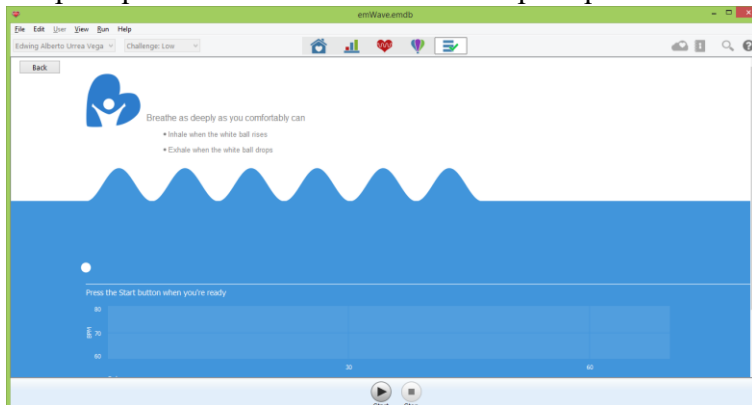 emWave.emdb
File Edit User View Run Help
Edwing Alberto Urrea Vega Challenge: Low
Back
Breathe as deeply as you comfortably can
• Inhale when the white ball rises
• Exhale when the white ball drops
Press the Start button when you're ready
80
BPM
70
60
30 60